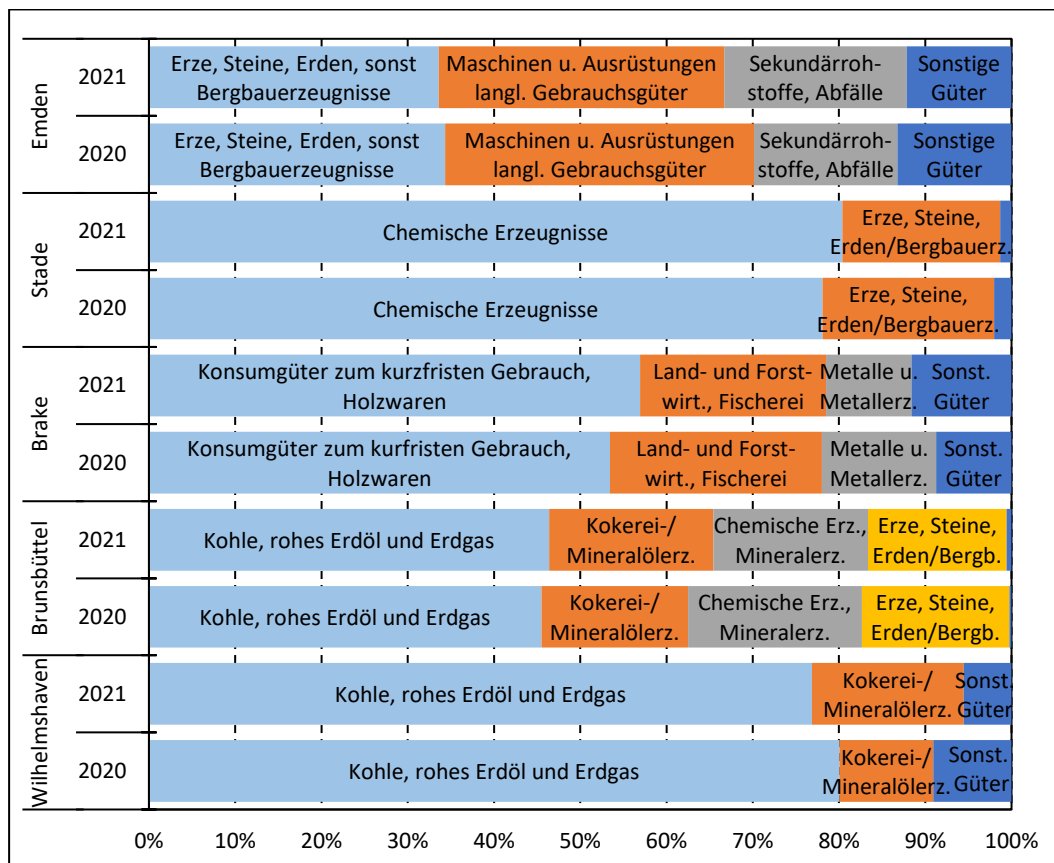 Emden
2021
Erze, Steine, Erden, sonst
Bergbauerzeugnisse
Maschinen u. Ausrüstungen
langl. Gebrauchsgüter
Sekundärroh-
stoffe, Abfälle
Sonstige
Güter
2020
Erze, Steine, Erden, sonst
Bergbauerzeugnisse
Maschinen u. Ausrüstungen
langl. Gebrauchsgüter
Sekundärroh-
stoffe, Abfälle
Sonstige
Güter
Stade
2021
Chemische Erzeugnisse
Erze, Steine,
Erden/Bergbauerz.
2020
Chemische Erzeugnisse
Erze, Steine,
Erden/Bergbauerz.
Brake
2021
Konsumgüter zum kurzfristen Gebrauch,
Holzwaren
Land- und Forst-
wirt., Fischerei
Metalle u.
Metallerz.
Sonst.
Güter
2020
Konsumgüter zum kurfristen Gebrauch,
Holzwaren
Land- und Forst-
wirt., Fischerei
Metalle u.
Metallerz.
Sonst.
Güter
Brunsbüttel
2021
Kohle, rohes Erdöl und Erdgas
Kokerei-/
Mineralölerz.
Chemische Erz.,
Mineralerz.
Erze, Steine,
Erden/Bergb.
2020
Kohle, rohes Erdöl und Erdgas
Kokerei-/
Mineralölerz.
Chemische Erz.,
Mineralerz.
Erze, Steine,
Erden/Bergb.
Wilhelmshaven
2021
Kohle, rohes Erdöl und Erdgas
Kokerei-/
Mineralölerz.
Sonst.
Güter
2020
Kohle, rohes Erdöl und Erdgas
Kokerei-/
Mineralölerz.
Sonst.
Güter
0% 10% 20% 30% 40% 50% 60% 70% 80% 90% 100%